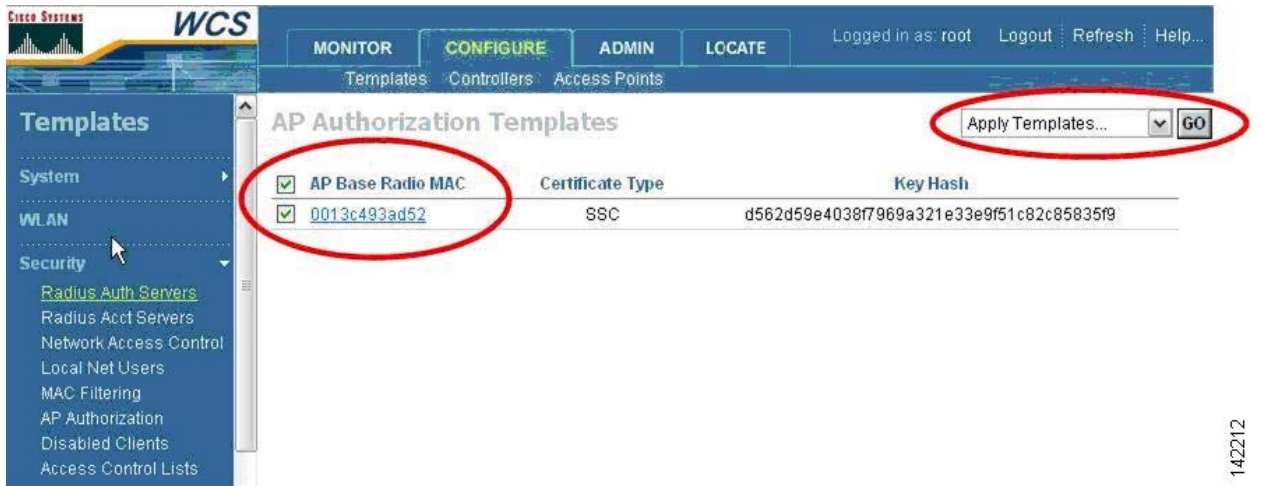 CISCO SYSTEMS
WCS
MONITOR CONFIGURE ADMIN LOCATE
Logged in as: root Logout Refresh Help...
Templates Controllers Access Points
Templates
System
WLAN
Security
Radius Auth Servers
Radius Acct Servers
Network Access Control
Local Net Users
MAC Filtering
AP Authorization
Disabled Clients
Access Control Lists
AP Authorization Templates
Apply Templates... GO
AP Base Radio MAC Certificate Type Key Hash
0013c493ad52 SSC d562d59e4038f7969a321e33e9f51c82c85835f9
142212